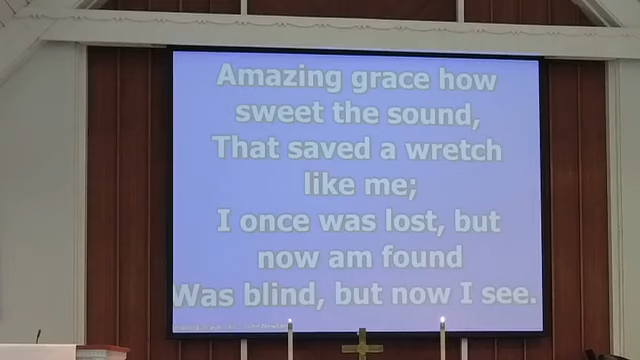 Amazing grace how
sweet the sound,
That saved a wretch
like me;
I once was lost, but
now am found
Was blind, but now I see.